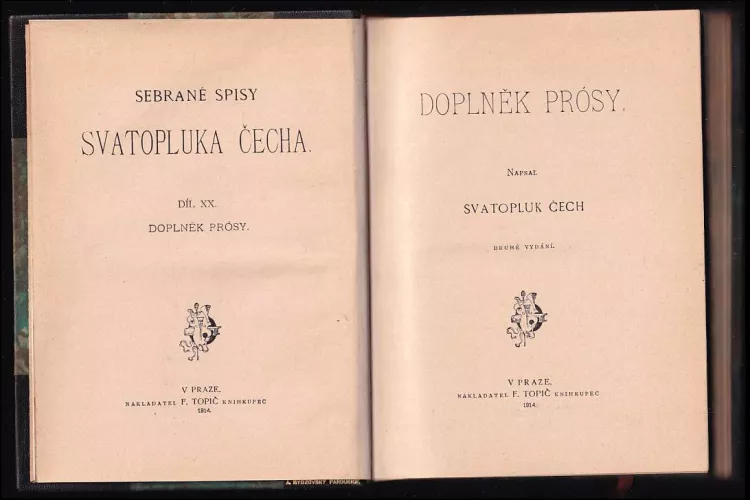 SEBRANÉ SPISY
SVATOPLUKA ČECHA.
DÍL XX.
DOPLNĚK PRÓSY.
V PRAZE.
NAKLADATEL F. TOPIČ KNIHKUPEC
1914.
DOPLNĚK PRÓSY.
NAPSAL
SVATOPLUK ČECH
DRUHÉ VYDÁNÍ.
V PRAZE.
NAKLADATEL F. TOPIČ KNIHKUPEC
1914.